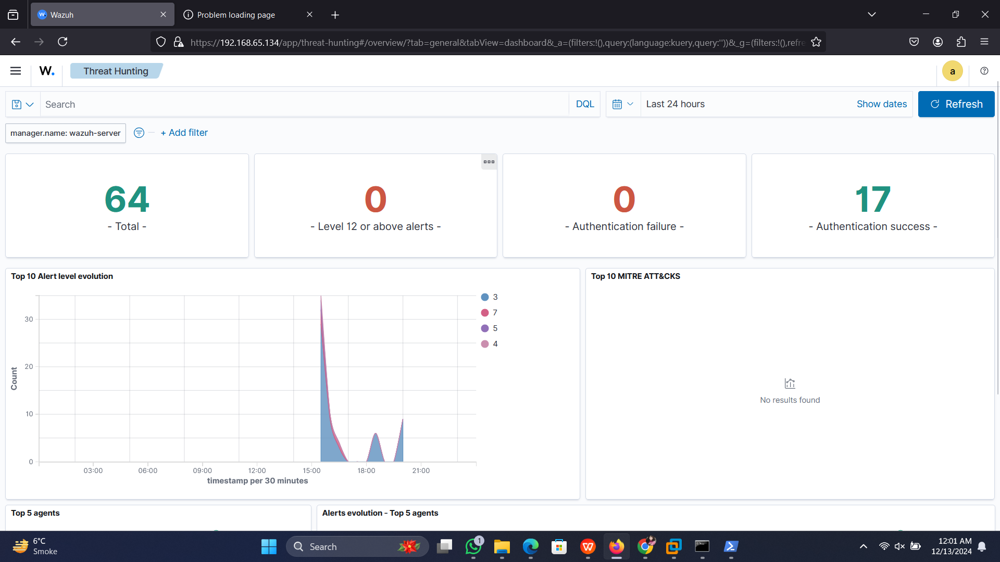 Wazuh
Problem loading page
https://192.168.65.134/app/threat-hunting#/overview/?tab=general&tabView=dashboard&_a=(filters:!(),query:(language:kuery,query:''))&_g=(filters:!(),refre
W.
Threat Hunting
a
Search
DQL
Last 24 hours
Show dates
Refresh
manager.name: wazuh-server
+ Add filter
64
- Total -
0
- Level 12 or above alerts -
0
- Authentication failure -
17
- Authentication success -
Top 10 Alert level evolution
Count
30
20
10
0
03:00
06:00
09:00
12:00
15:00
18:00
21:00
timestamp per 30 minutes
3
7
5
4
Top 10 MITRE ATT&CKS
No results found
Top 5 agents
Alerts evolution - Top 5 agents
6°C
Smoke
Search
1
12:01 AM
12/13/2024